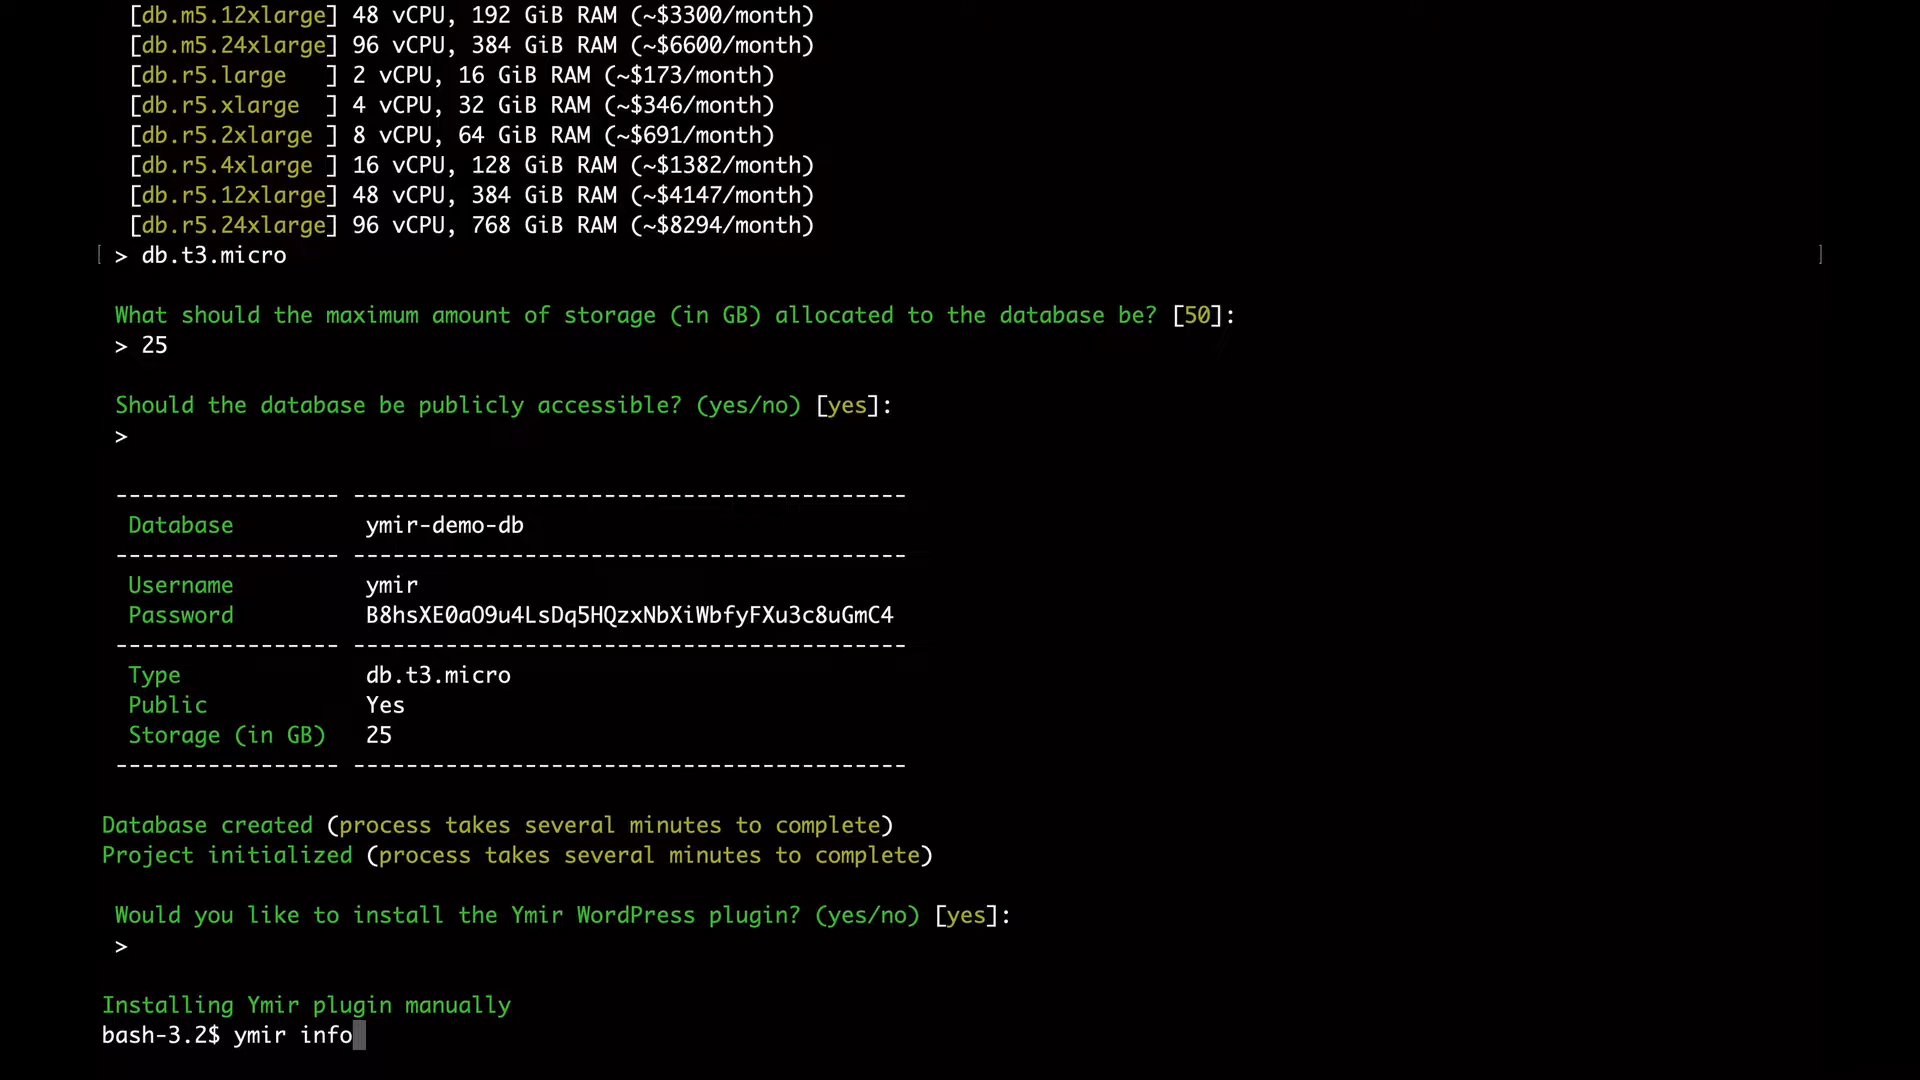 [db.m5.12xlarge] 48 vCPU, 192 GiB RAM (~$3300/month)
[db.m5.24xlarge] 96 vCPU, 384 GiB RAM (~$6600/month)
[db.r5.large   ] 2 vCPU, 16 GiB RAM (~$173/month)
[db.r5.xlarge  ] 4 vCPU, 32 GiB RAM (~$346/month)
[db.r5.2xlarge ] 8 vCPU, 64 GiB RAM (~$691/month)
[db.r5.4xlarge ] 16 vCPU, 128 GiB RAM (~$1382/month)
[db.r5.12xlarge] 48 vCPU, 384 GiB RAM (~$4147/month)
[db.r5.24xlarge] 96 vCPU, 768 GiB RAM (~$8294/month)
[ > db.t3.micro ]
What should the maximum amount of storage (in GB) allocated to the database be? [50]:
> 25
Should the database be publicly accessible? (yes/no) [yes]:
>
----------------- ------------------------------------------
Database          ymir-demo-db
----------------- ------------------------------------------
Username          ymir
Password          B8hsXE0aO9u4LsDq5HQzxNbXiWbfyFXu3c8uGmC4
----------------- ------------------------------------------
Type              db.t3.micro
Public            Yes
Storage (in GB)   25
----------------- ------------------------------------------
Database created (process takes several minutes to complete)
Project initialized (process takes several minutes to complete)
Would you like to install the Ymir WordPress plugin? (yes/no) [yes]:
>
Installing Ymir plugin manually
bash-3.2$ ymir info